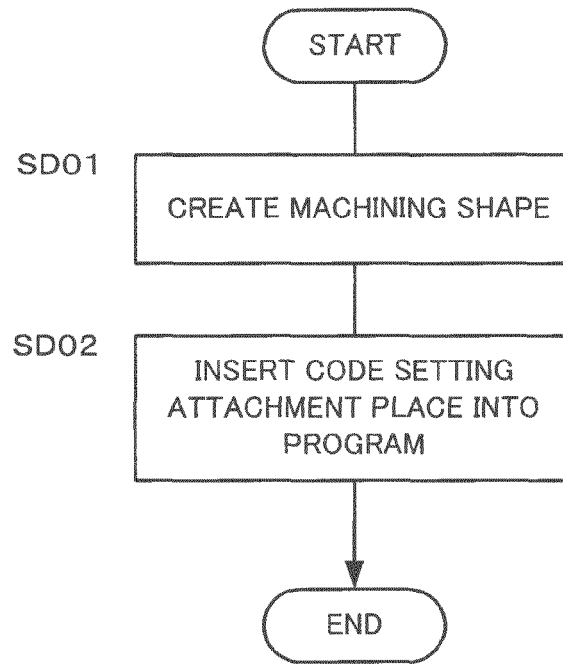 START
SD01
CREATE MACHINING SHAPE
SD02
INSERT CODE SETTING
ATTACHMENT PLACE INTO
PROGRAM
END